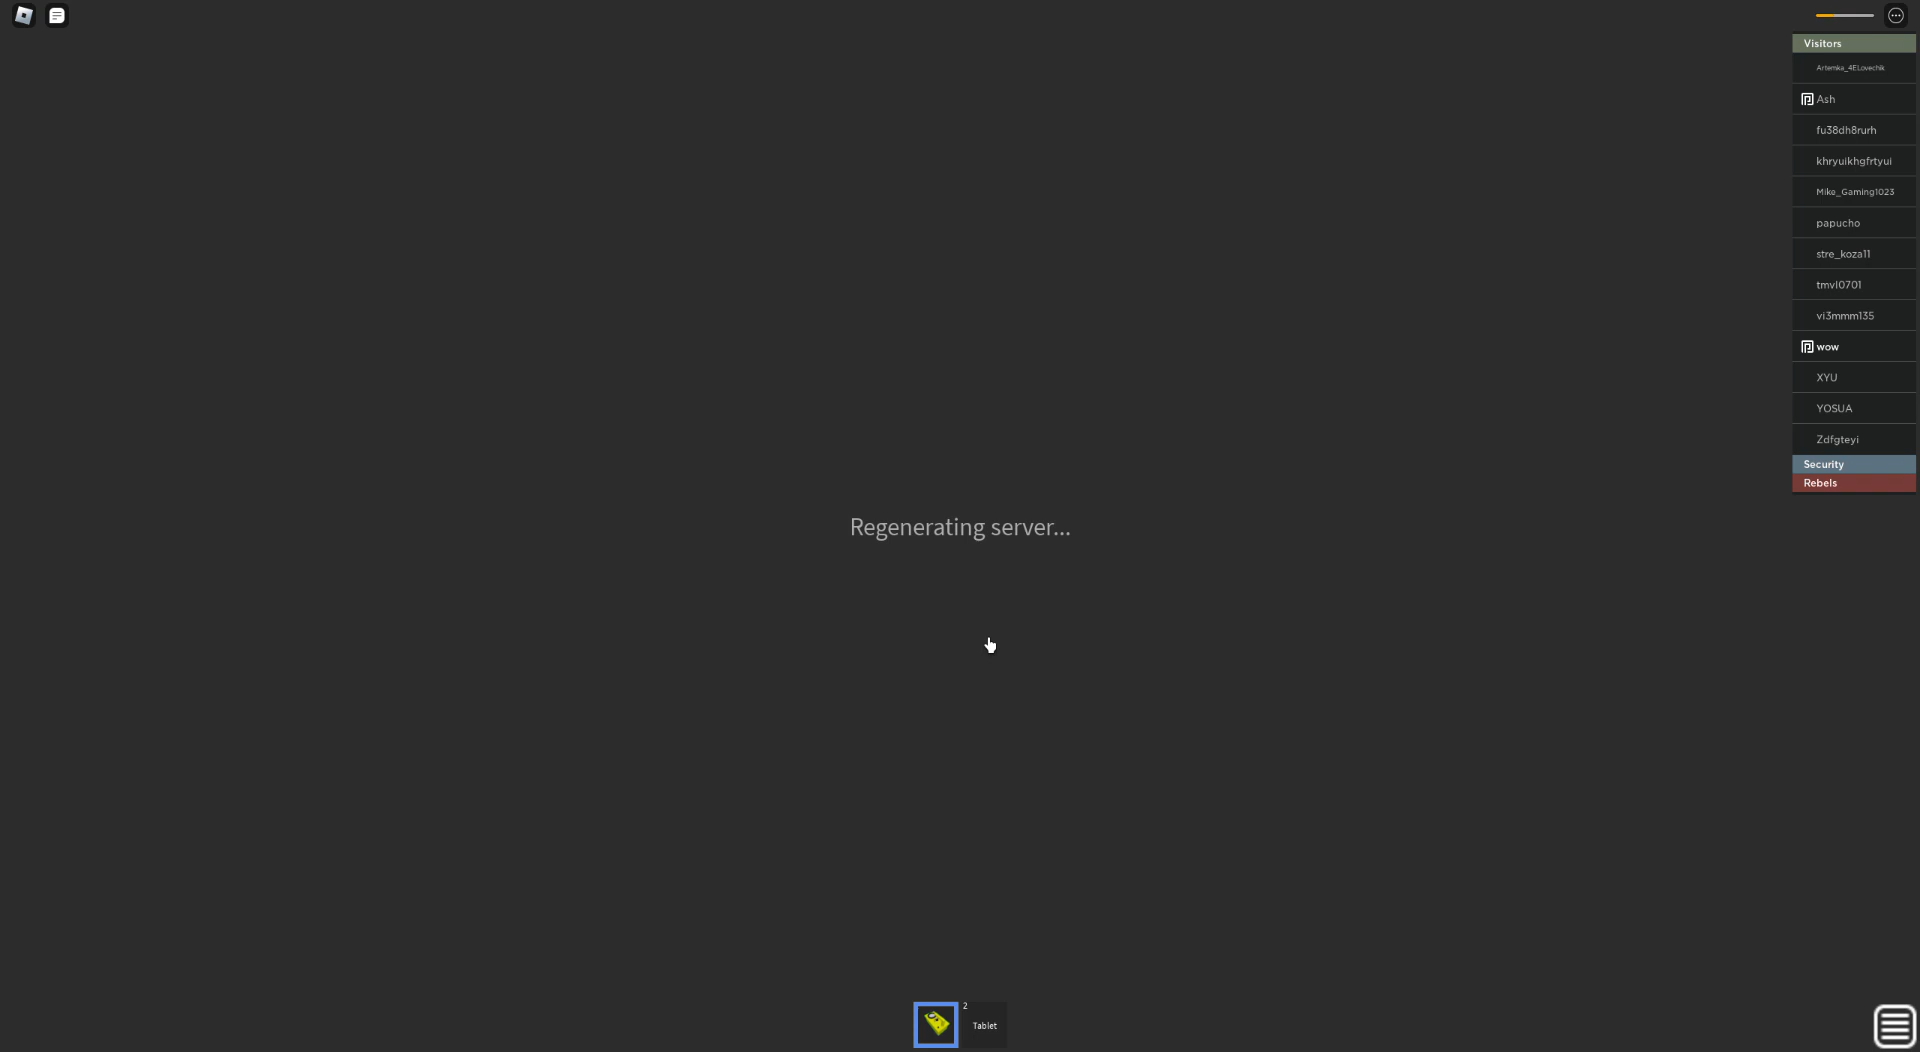 Visitors
Artemka_4ELovechik
Ash
fu38dh8rurh
khryuikhgfrtyui
Mike_Gaming1023
papucho
stre_koza11
tmvl0701
vi3mmm135
wow
XYU
YOSUA
Zdfgteyi
Security
Rebels
Regenerating server...
2
Tablet